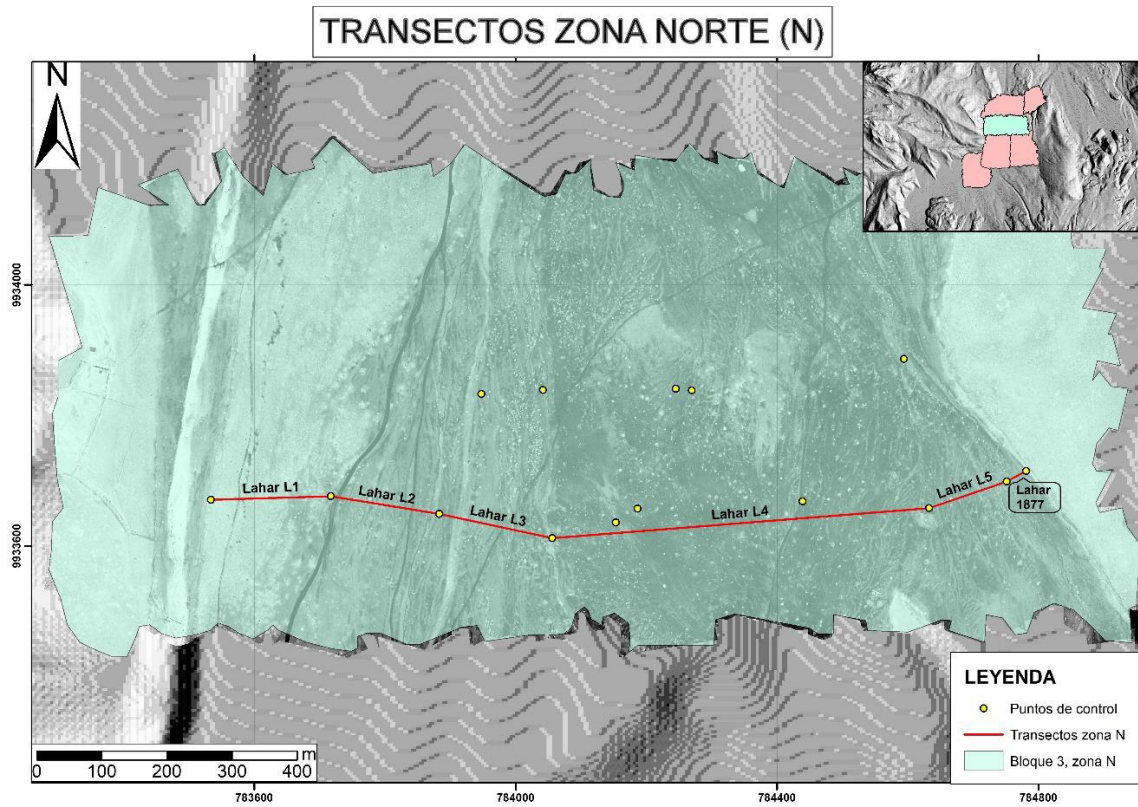 TRANSECTOS ZONA NORTE (N)
N
9934000
9933600
Lahar L1
Lahar L2
Lahar L3
Lahar L4
Lahar L5
Lahar
1877
LEYENDA
Puntos de control
Transectos zona N
Bloque 3, zona N
m
0 100 200 300 400
783600 784000 784400 784800